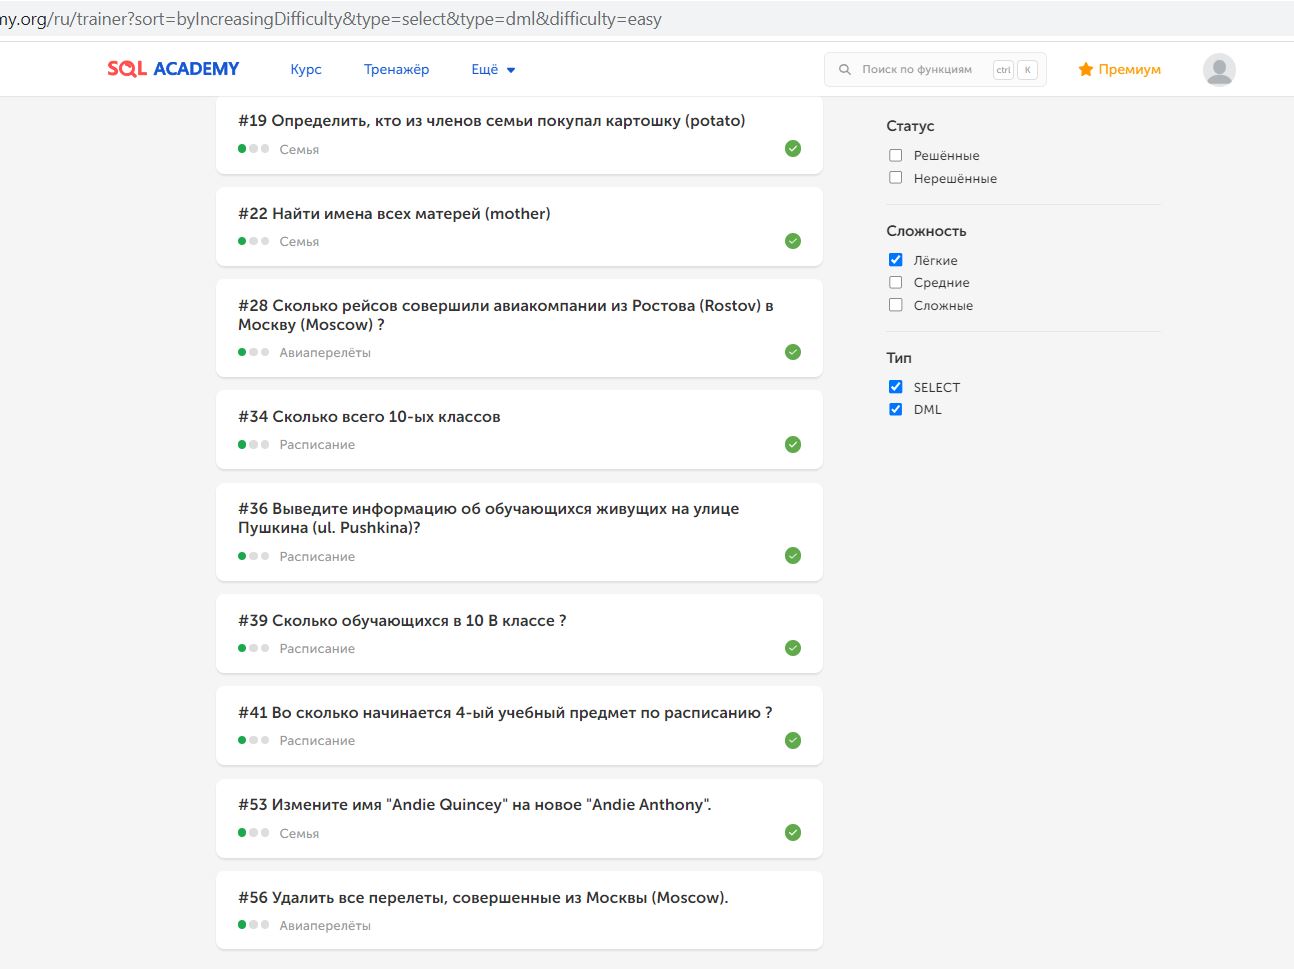 my.org/ru/trainer?sort=byIncreasingDifficulty&type=select&type=dml&difficulty=easy
SQL ACADEMY
Курс
Тренажёр
Ещё
Поиск по функциям
ctrl
K
Премиум
#19 Определить, кто из членов семьи покупал картошку (potato)
Семья
#22 Найти имена всех матерей (mother)
Семья
#28 Сколько рейсов совершили авиакомпании из Ростова (Rostov) в
Москву (Moscow) ?
Авиаперелёты
#34 Сколько всего 10-ых классов
Расписание
#36 Выведите информацию об обучающихся живущих на улице
Пушкина (ul. Pushkina)?
Расписание
#39 Сколько обучающихся в 10 B классе ?
Расписание
#41 Во сколько начинается 4-ый учебный предмет по расписанию ?
Расписание
#53 Измените имя "Andie Quincey" на новое "Andie Anthony".
Семья
#56 Удалить все перелеты, совершенные из Москвы (Moscow).
Авиаперелёты
Статус
Решённые
Нерешённые
Сложность
Лёгкие
Средние
Сложные
Тип
SELECT
DML